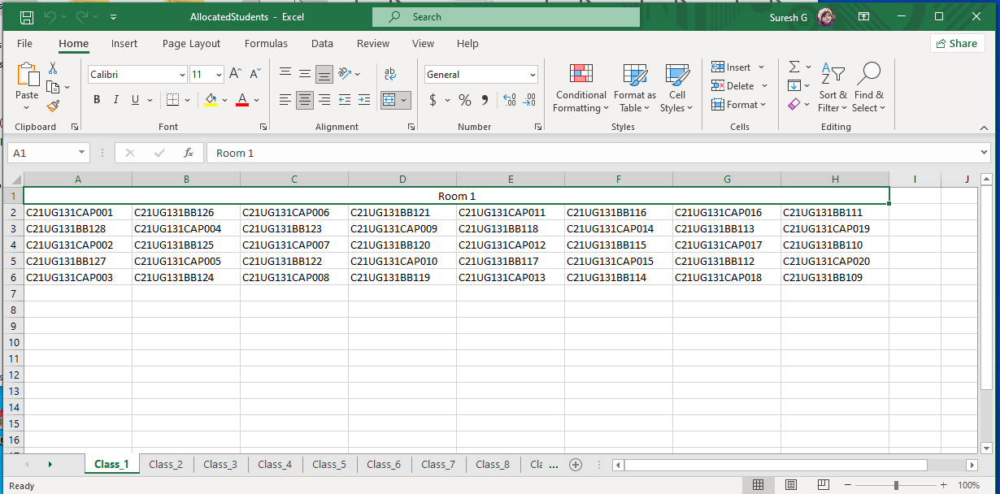 AllocatedStudents - Excel
Search
Suresh G
File Home Insert Page Layout Formulas Data Review View Help
Share
Paste
Calibri 11
B I U
ab
General
$ % 9
Conditional Formatting
Format as Table
Cell Styles
Insert
Delete
Format
Sort & Filter
Find & Select
Clipboard Font Alignment Number Styles Cells Editing
A1 fx Room 1
A B C D E F G H I J
1 Room 1
2 C21UG131CAP001 C21UG131BB126 C21UG131CAP006 C21UG131BB121 C21UG131CAP011 C21UG131BB116 C21UG131CAP016 C21UG131BB111
3 C21UG131BB128 C21UG131CAP004 C21UG131BB123 C21UG131CAP009 C21UG131BB118 C21UG131CAP014 C21UG131BB113 C21UG131CAP019
4 C21UG131CAP002 C21UG131BB125 C21UG131CAP007 C21UG131BB120 C21UG131CAP012 C21UG131BB115 C21UG131CAP017 C21UG131BB110
5 C21UG131BB127 C21UG131CAP005 C21UG131BB122 C21UG131CAP010 C21UG131BB117 C21UG131CAP015 C21UG131BB112 C21UG131CAP020
6 C21UG131CAP003 C21UG131BB124 C21UG131CAP008 C21UG131BB119 C21UG131CAP013 C21UG131BB114 C21UG131CAP018 C21UG131BB109
7
8
9
10
11
12
13
14
15
16
Class_1 Class_2 Class_3 Class_4 Class_5 Class_6 Class_7 Class_8 Cla ...
Ready 100%